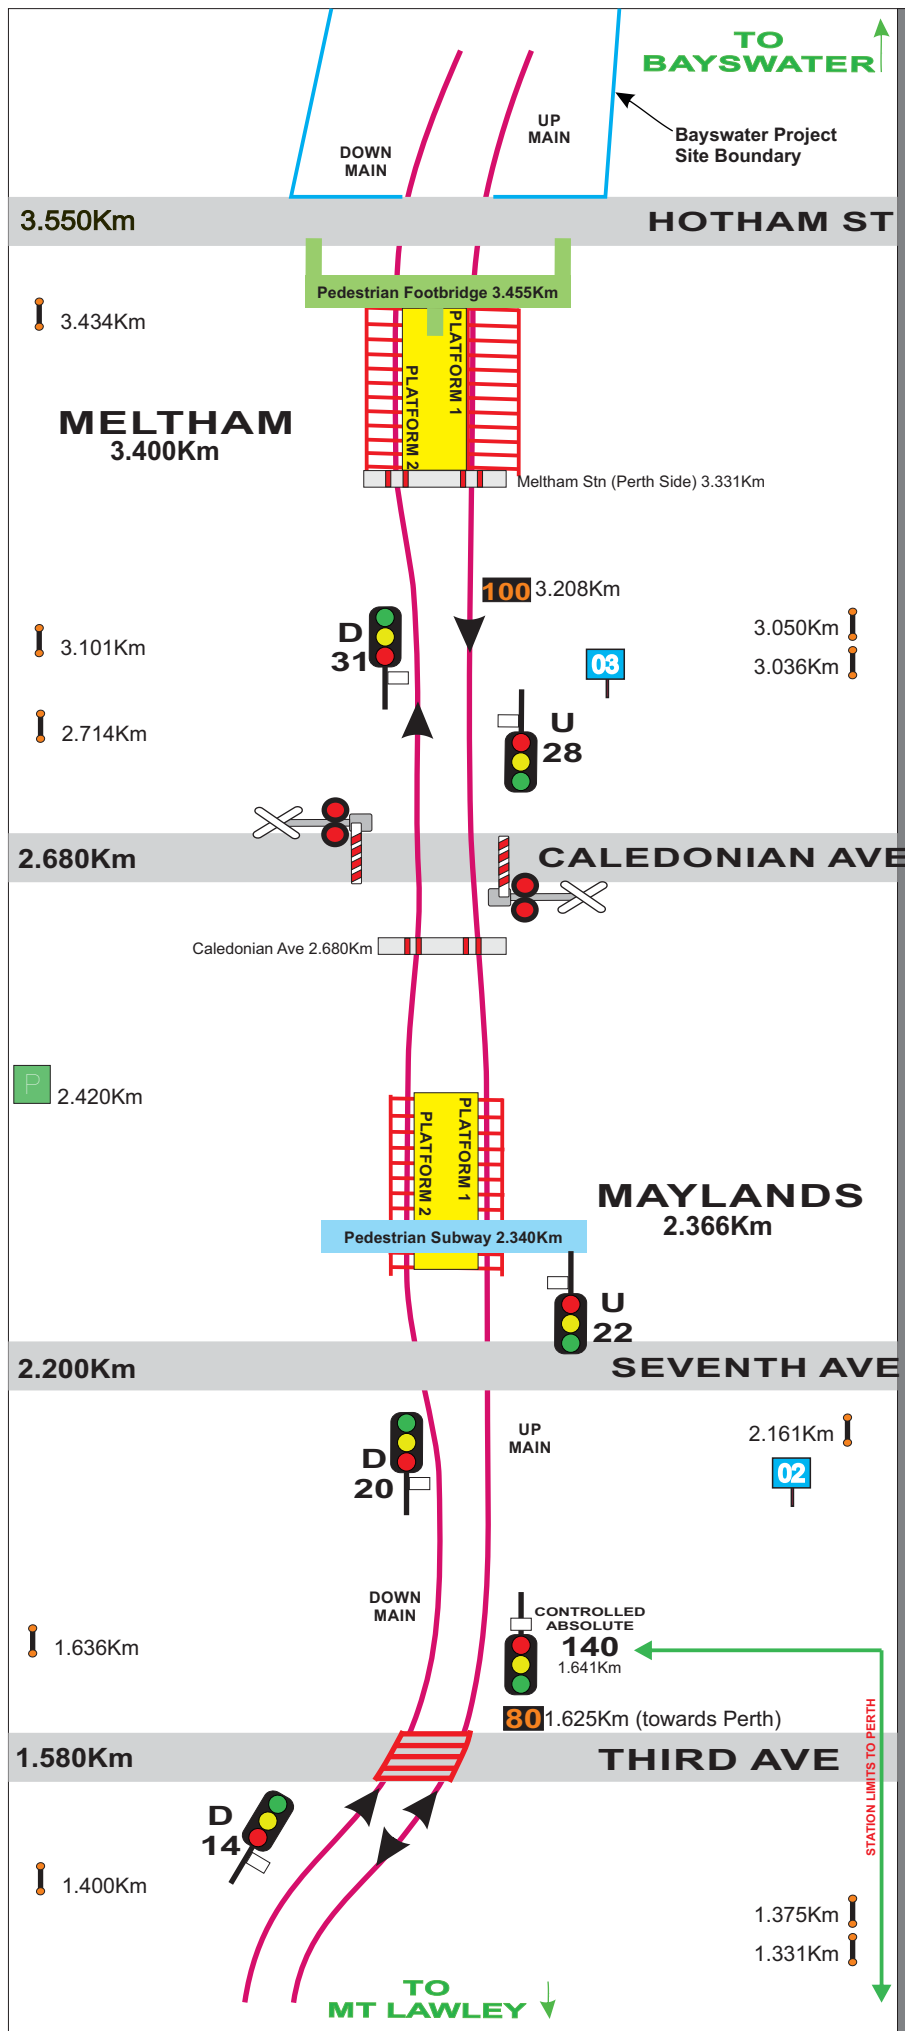 TO
BAYSWATER
UP
MAIN
Bayswater Project
Site Boundary
DOWN
MAIN
3.550Km
HOTHAM ST
Pedestrian Footbridge 3.455Km
3.434Km
PLATFORM 1
PLATFORM 2
MELTHAM
3.400Km
Meltham Stn (Perth Side) 3.331Km
100 3.208Km
D
31
3.050Km
3.101Km
03
3.036Km
U
28
2.714Km
2.680Km
CALEDONIAN AVE
Caledonian Ave 2.680Km
P
2.420Km
PLATFORM 1
PLATFORM 2
MAYLANDS
2.366Km
Pedestrian Subway 2.340Km
U
22
2.200Km
SEVENTH AVE
UP
MAIN
2.161Km
D
20
02
DOWN
MAIN
CONTROLLED
ABSOLUTE
140
1.641Km
1.636Km
80 1.625Km (towards Perth)
1.580Km
THIRD AVE
STATION LIMITS TO PERTH
D
14
1.400Km
1.375Km
1.331Km
TO
MT LAWLEY